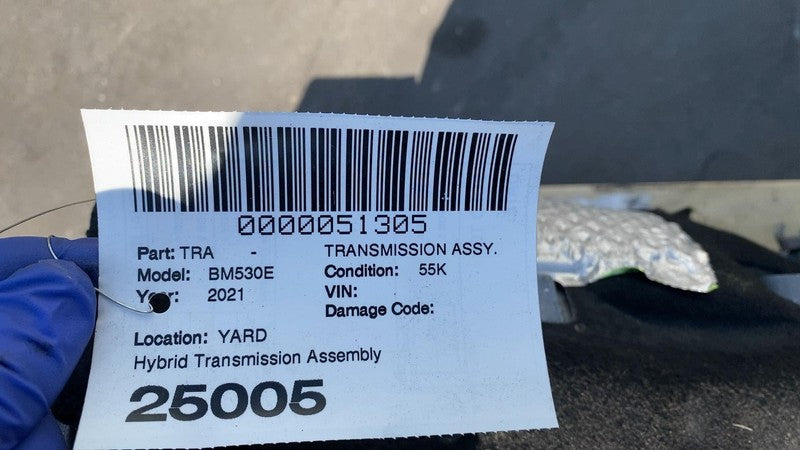 0000051305
Part: TRA - TRANSMISSION ASSY.
Model: BM530E Condition: 55K
Year: 2021 VIN:
Damage Code:
Location: YARD
Hybrid Transmission Assembly
25005